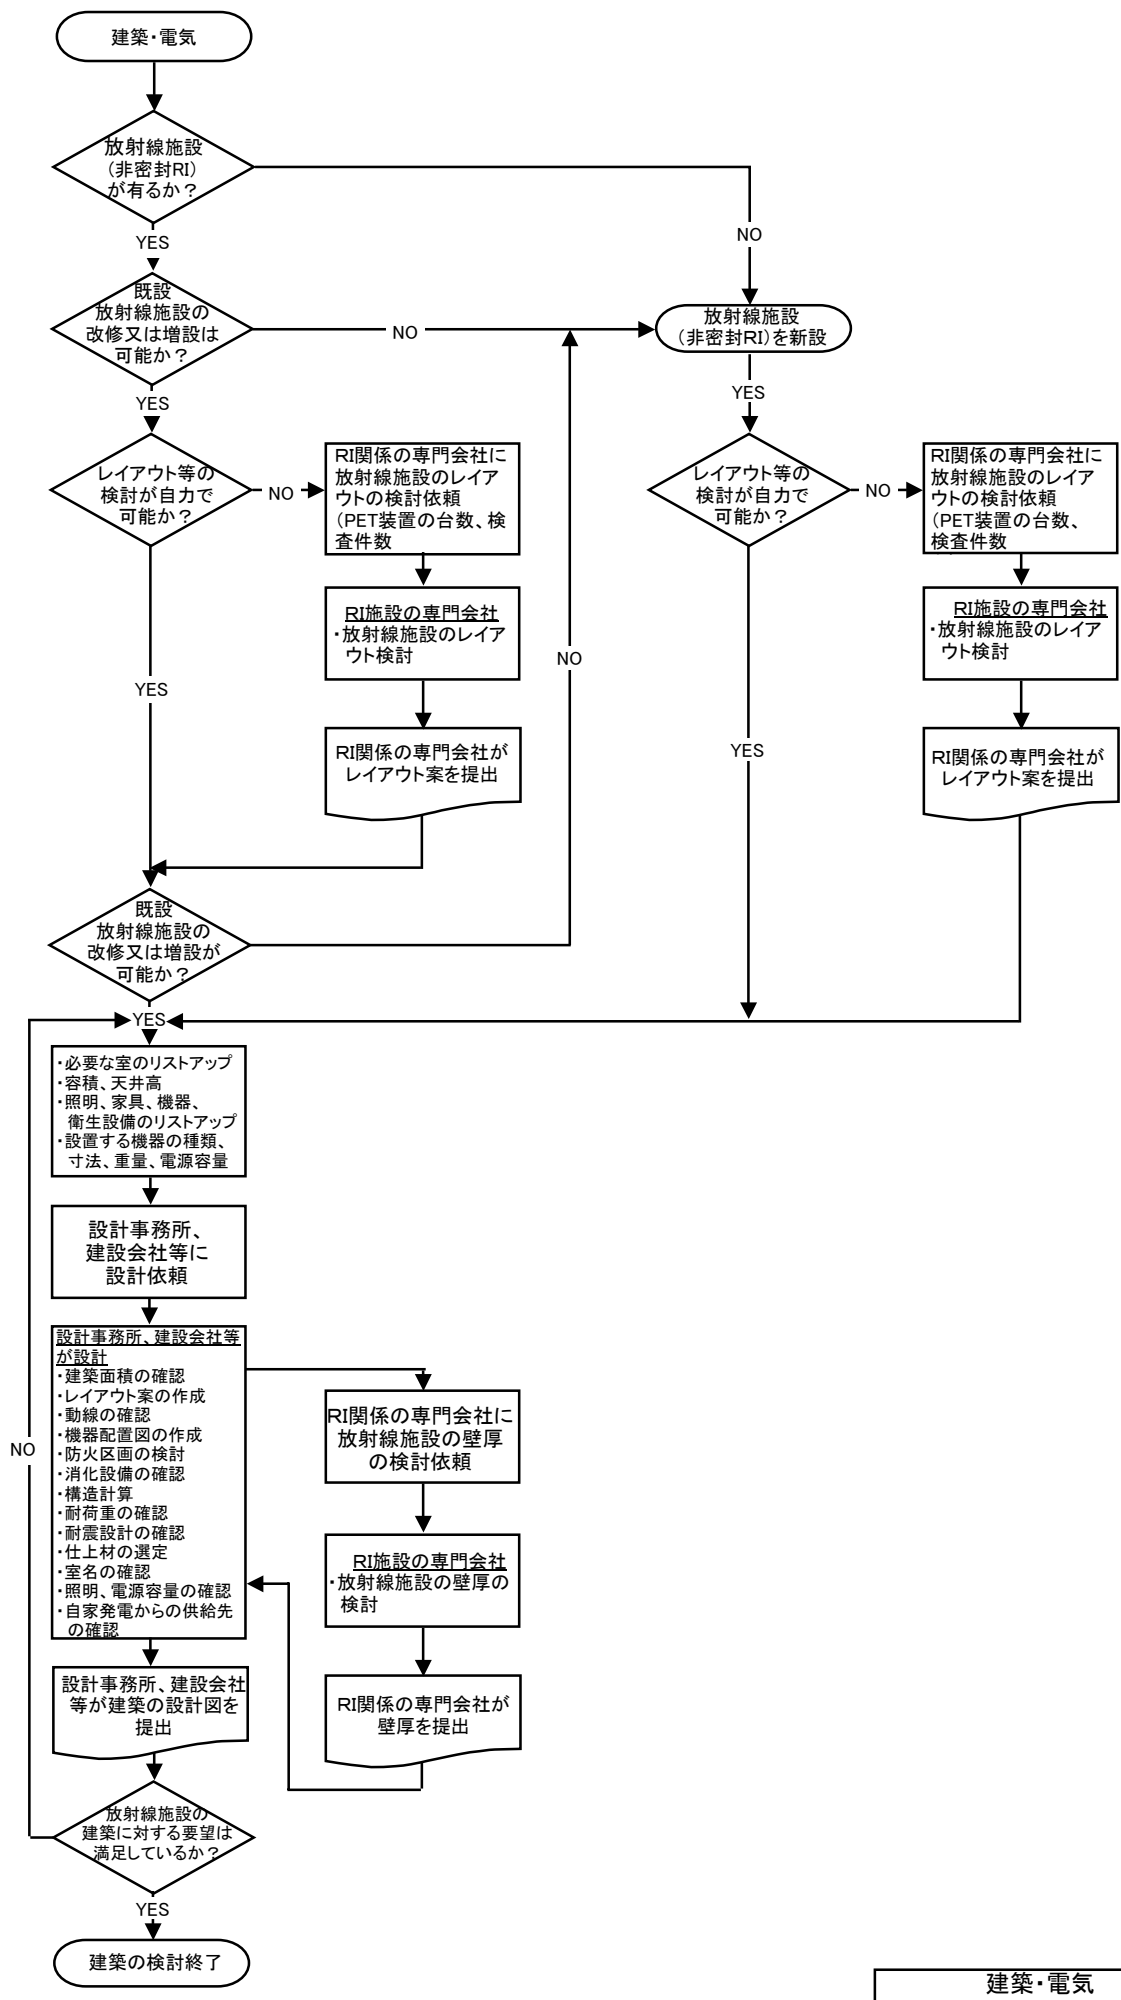 建築・電気
放射線施設
(非密封RI)
が有るか？
NO
YES
既設
放射線施設の
改修又は増設は
可能か？
NO
放射線施設
(非密封RI)を新設
YES
YES
レイアウト等の
検討が自力で
可能か？
NO
RI関係の専門会社に
放射線施設のレイア
ウトの検討依頼
(PET装置の台数、検
査件数
レイアウト等の
検討が自力で
可能か？
NO
RI関係の専門会社に
放射線施設のレイア
ウトの検討依頼
(PET装置の台数、
検査件数
RI施設の専門会社
・放射線施設のレイア
ウト検討
RI施設の専門会社
・放射線施設のレイア
ウト検討
NO
YES
YES
RI関係の専門会社が
レイアウト案を提出
RI関係の専門会社が
レイアウト案を提出
既設
放射線施設の
改修又は増設が
可能か？
YES
・必要な室のリストアップ
・容積、天井高
・照明、家具、機器、
衛生設備のリストアップ
・設置する機器の種類、
寸法、重量、電源容量
設計事務所、
建設会社等に
設計依頼
設計事務所、建設会社等
が設計
・建築面積の確認
・レイアウト案の作成
・動線の確認
・機器配置図の作成
・防火区画の検討
・消化設備の確認
・構造計算
・耐荷重の確認
・耐震設計の確認
・仕上材の選定
・室名の確認
・照明、電源容量の確認
・自家発電からの供給先
の確認
NO
RI関係の専門会社に
放射線施設の壁厚
の検討依頼
RI施設の専門会社
・放射線施設の壁厚の
検討
RI関係の専門会社が
壁厚を提出
設計事務所、建設会社
等が建築の設計図を
提出
放射線施設の
建築に対する要望は
満足しているか？
YES
建築の検討終了
建築・電気